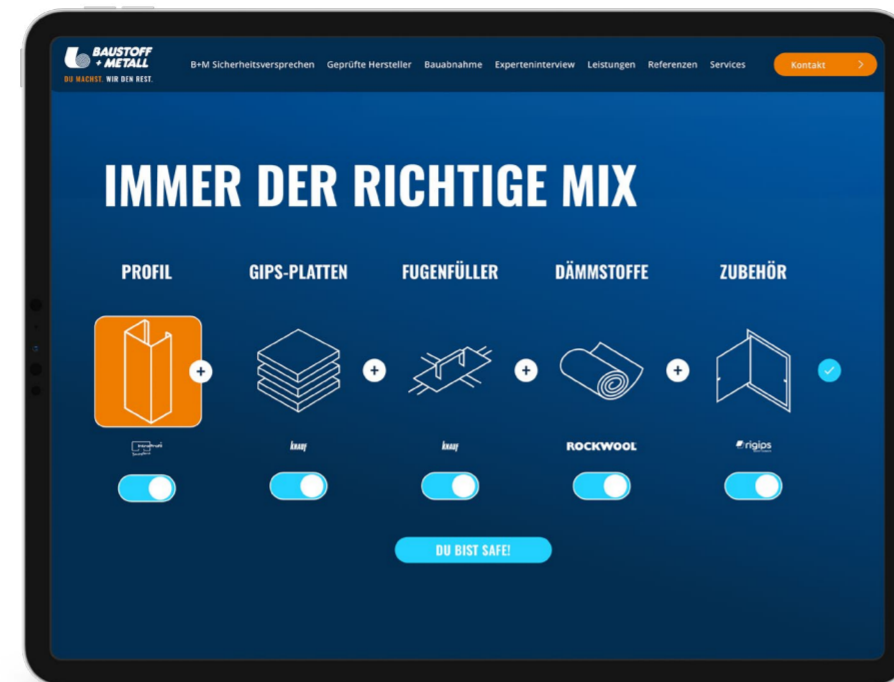 BAUSTOFF
+ METALL
DU MACHST. WIR DEN REST.
B+M Sicherheitsversprechen Geprüfte Hersteller Bauabnahme Experteninterview Leistungen Referenzen Services Kontakt
IMMER DER RICHTIGE MIX
PROFIL GIPS-PLATTEN FUGENFÜLLER DÄMMSTOFFE ZUBEHÖR
knauf knauf ROCKWOOL rigips
DU BIST SAFE!